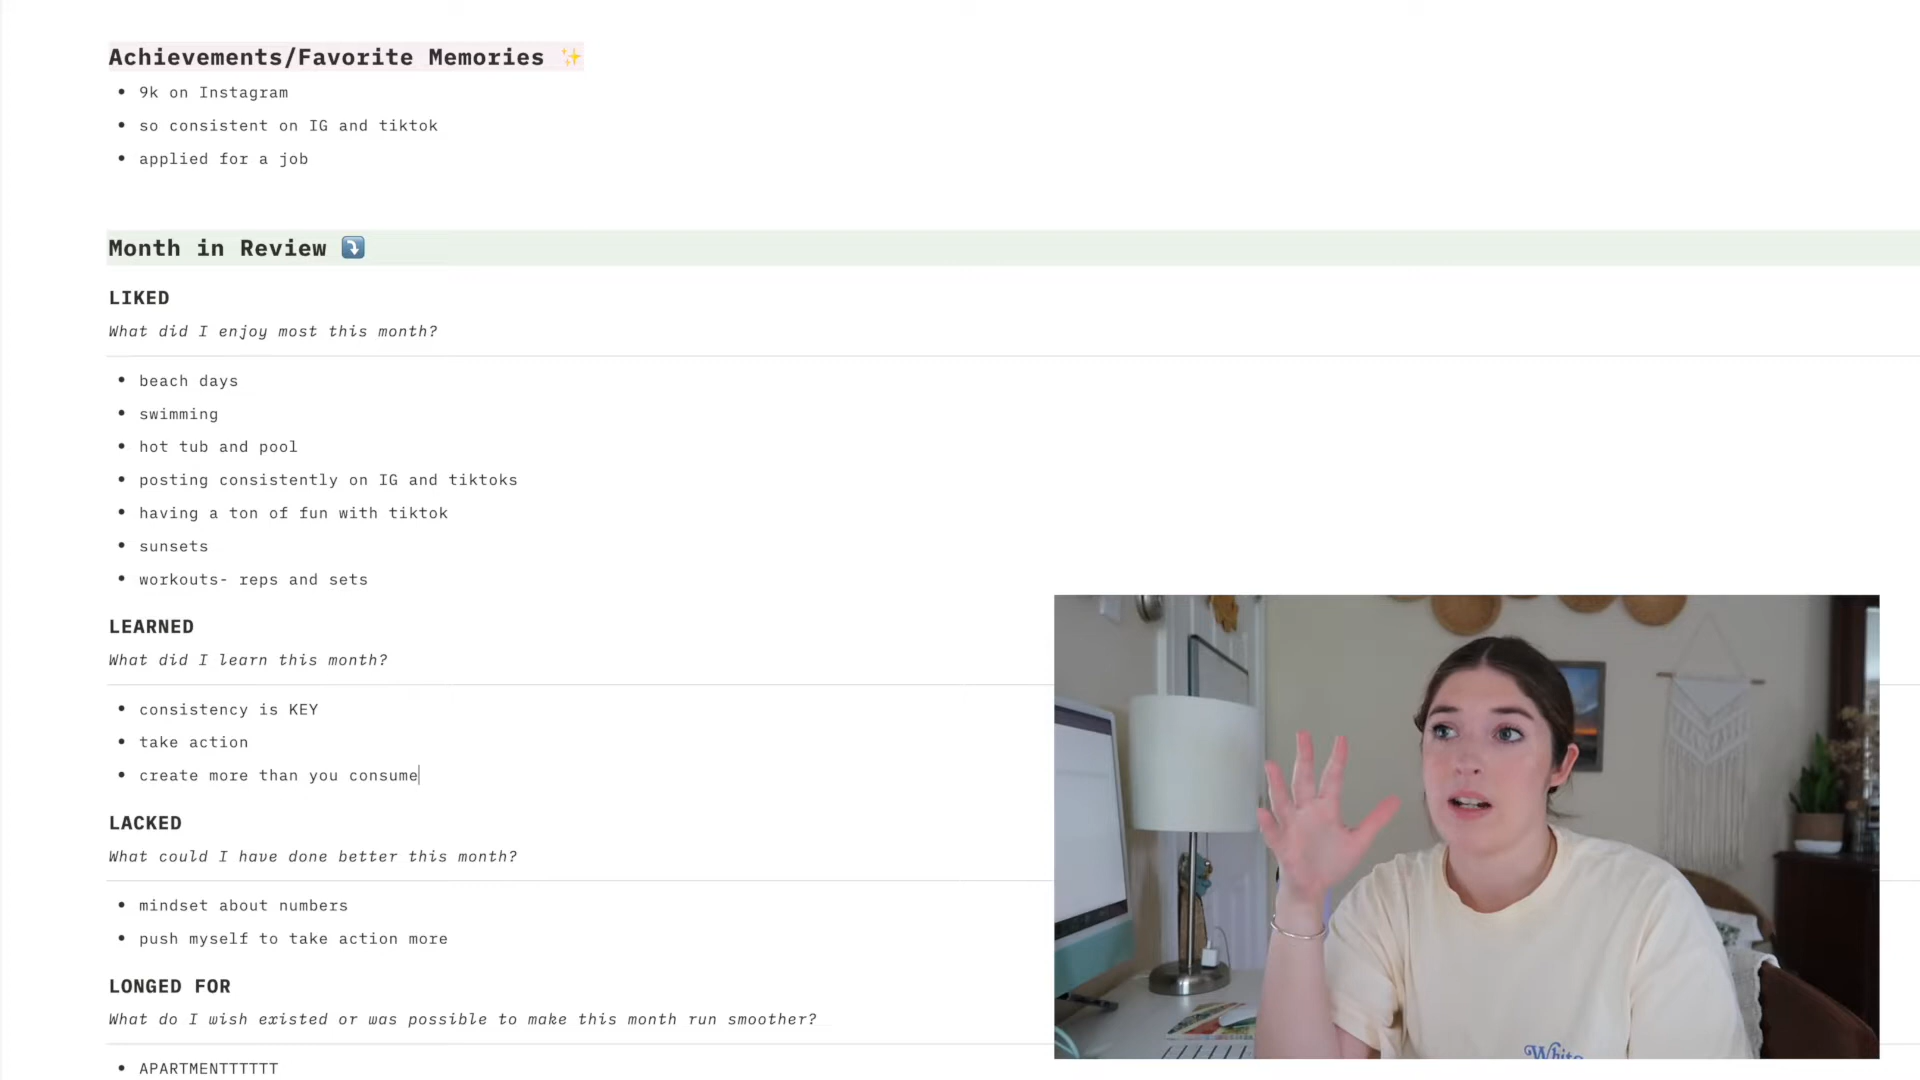 Achievements/Favorite Memories ✨
9k on Instagram
so consistent on IG and tiktok
applied for a job
Month in Review ⤵️
LIKED
What did I enjoy most this month?
beach days
swimming
hot tub and pool
posting consistently on IG and tiktoks
having a ton of fun with tiktok
sunsets
workouts- reps and sets
LEARNED
What did I learn this month?
consistency is KEY
take action
create more than you consume
LACKED
What could I have done better this month?
mindset about numbers
push myself to take action more
LONGED FOR
What do I wish existed or was possible to make this month run smoother?
APARTMENTTTTTT
White